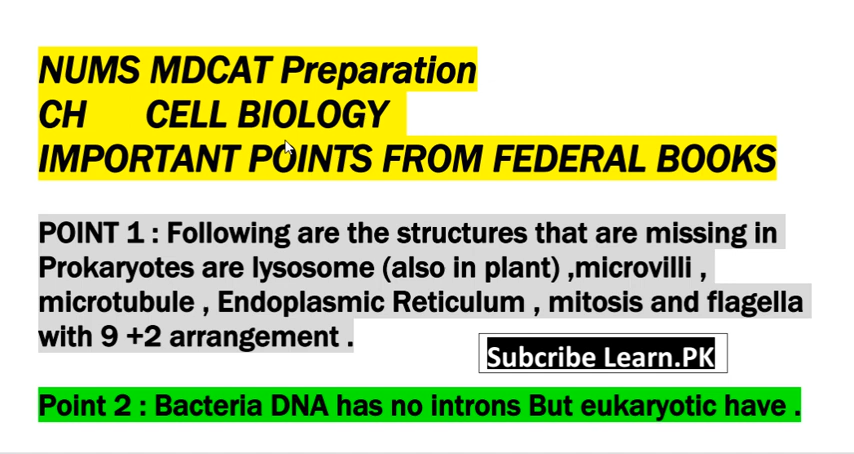 NUMS MDCAT Preparation
CH CELL BIOLOGY
IMPORTANT POINTS FROM FEDERAL BOOKS
POINT 1 : Following are the structures that are missing in
Prokaryotes are lysosome (also in plant) ,microvilli ,
microtubule , Endoplasmic Reticulum , mitosis and flagella
with 9 +2 arrangement .
Subcribe Learn.PK
Point 2 : Bacteria DNA has no introns But eukaryotic have .